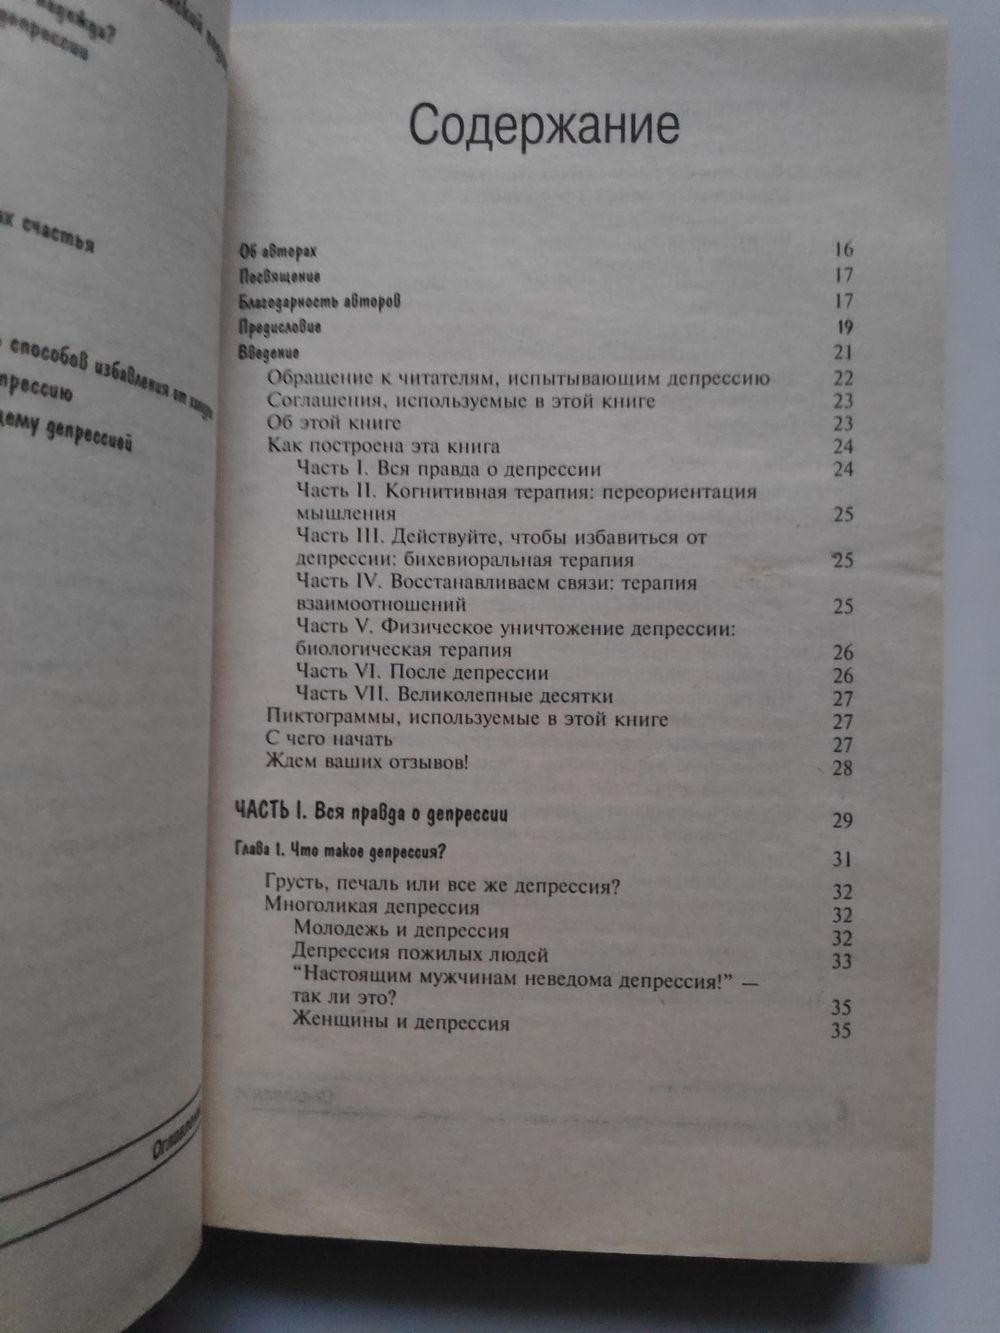 надежда?
депрессии
счастья
способов избавления от хандры
депрессией
Содержание
Об авторах 16
Посвящение 17
Благодарность авторов 17
Предисловие 19
Введение 21
Обращение к читателям, испытывающим депрессию 22
Соглашения, используемые в этой книге 23
Об этой книге 23
Как построена эта книга 24
Часть I. Вся правда о депрессии 24
Часть II. Когнитивная терапия: переориентация
мышления 25
Часть III. Действуйте, чтобы избавиться от
депрессии: бихевиоральная терапия 25
Часть IV. Восстанавливаем связи: терапия
взаимоотношений 25
Часть V. Физическое уничтожение депрессии:
биологическая терапия 26
Часть VI. После депрессии 26
Часть VII. Великолепные десятки 27
Пиктограммы, используемые в этой книге 27
С чего начать 27
Ждем ваших отзывов! 28
ЧАСТЬ I. Вся правда о депрессии 29
Глава 1. Что такое депрессия? 31
Грусть, печаль или все же депрессия? 32
Многоликая депрессия 32
Молодежь и депрессия 32
Депрессия пожилых людей 33
“Настоящим мужчинам неведома депрессия!” —
так ли это? 35
Женщины и депрессия 35